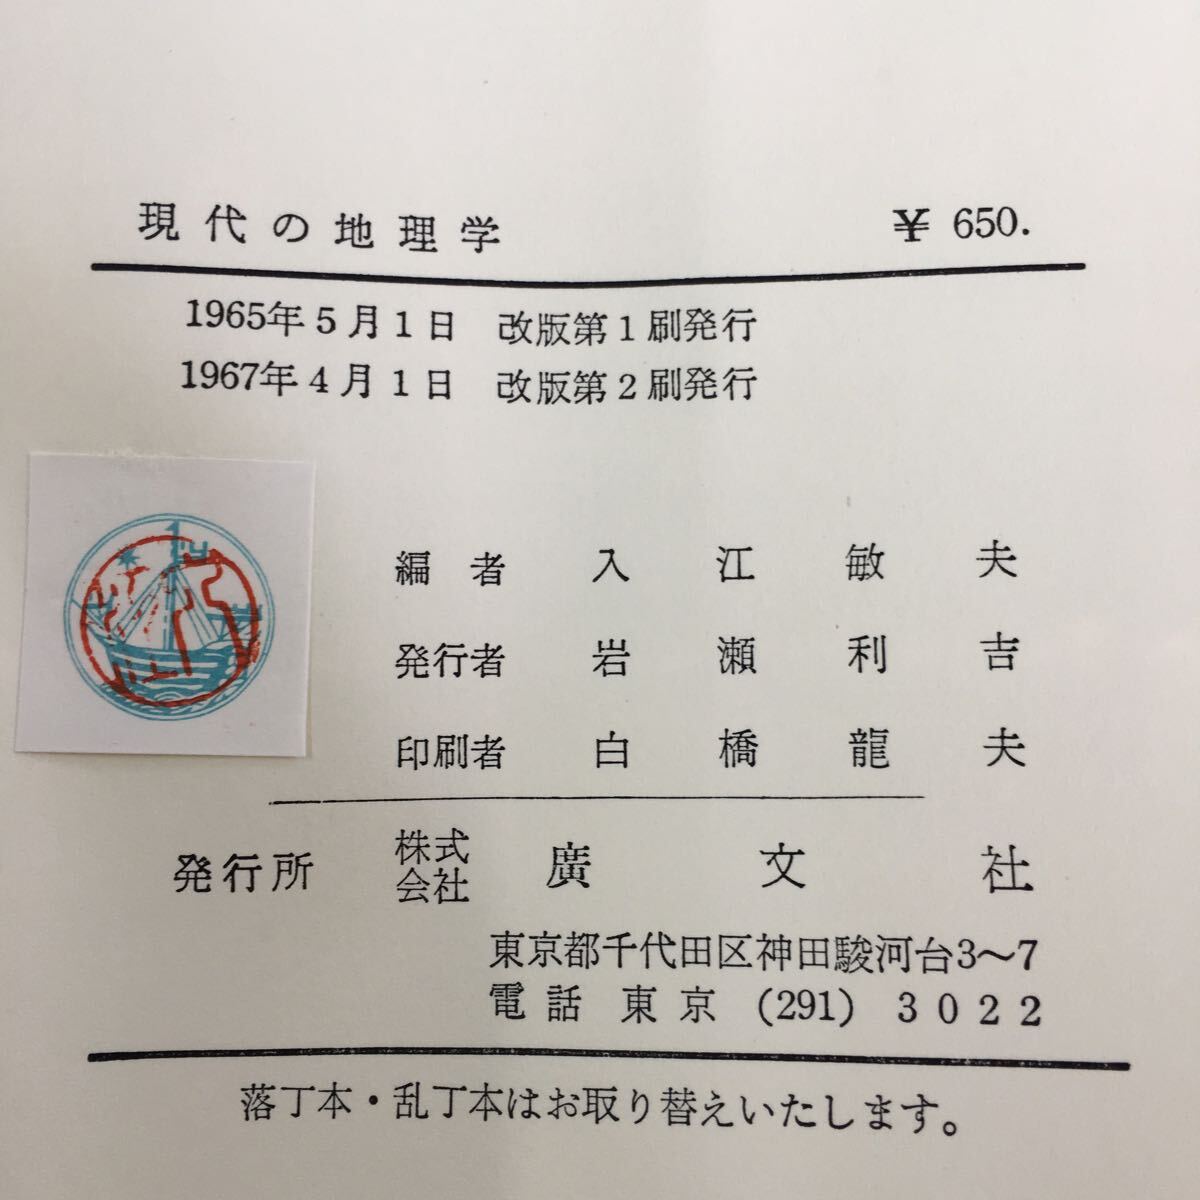 現代の地理学 ¥ 650.
1965年5月1日 改版第1刷発行
1967年4月1日 改版第2刷発行
編者 入江敏夫
発行者 岩瀬利吉
印刷者 白橋龍夫
発行所 株式会社 廣文社
東京都千代田区神田駿河台3〜7
電話 東京 (291) 3022
落丁本・乱丁本はお取り替えいたします。